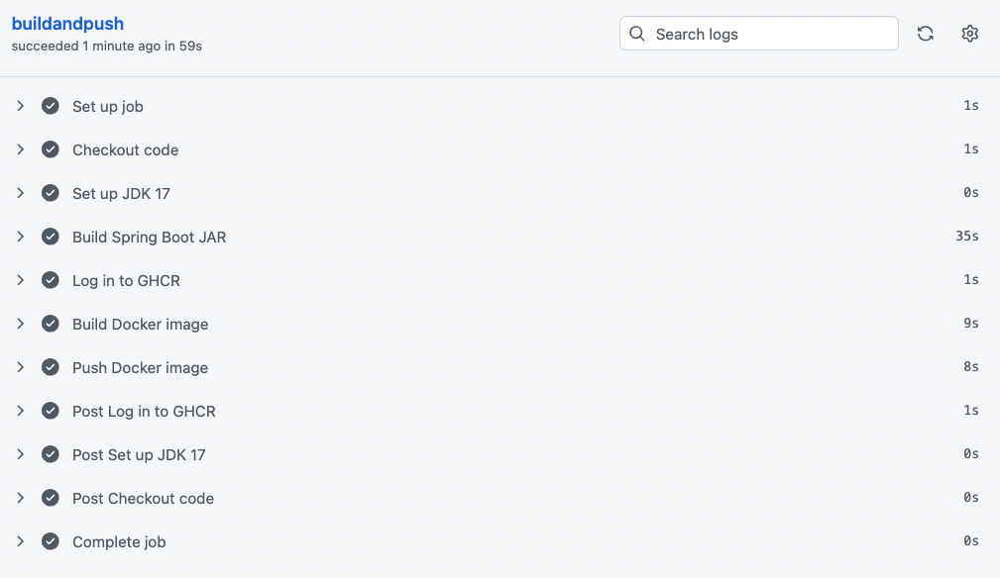 buildandpush
succeeded 1 minute ago in 59s
Search logs
Set up job 1s
Checkout code 1s
Set up JDK 17 0s
Build Spring Boot JAR 35s
Log in to GHCR 1s
Build Docker image 9s
Push Docker image 8s
Post Log in to GHCR 1s
Post Set up JDK 17 0s
Post Checkout code 0s
Complete job 0s